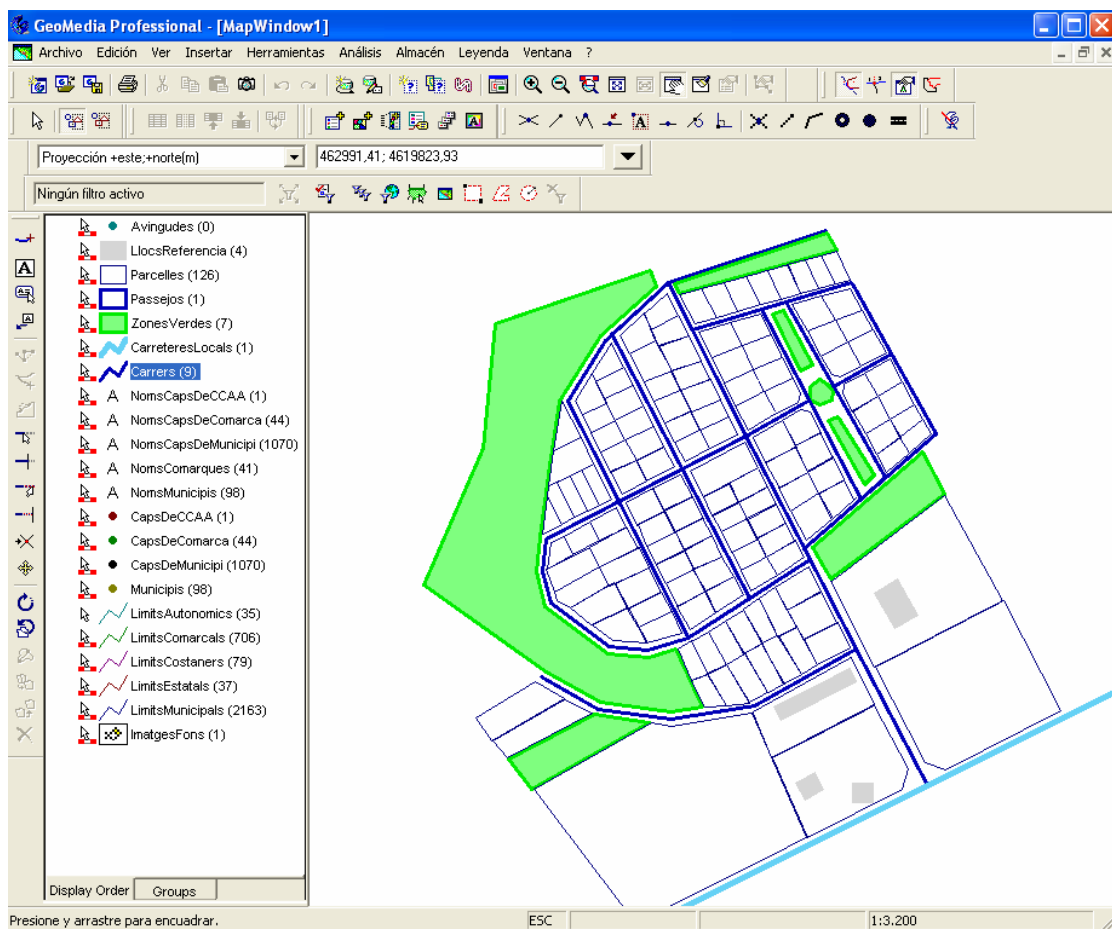 GeoMedia Professional - [MapWindow1]
Archivo Edición Ver Insertar Herramientas Análisis Almacén Leyenda Ventana ?
Proyección +este;+norte(m) 462991,41; 4619823,93
Ningún filtro activo
Avingudes (0)
LlocsReferencia (4)
Parcelles (126)
Passejos (1)
ZonesVerdes (7)
CarreteresLocals (1)
Carrers (9)
A NomsCapsDeCCAA (1)
A NomsCapsDeComarca (44)
A NomsCapsDeMunicipi (1070)
A NomsComarques (41)
A NomsMunicipis (98)
CapsDeCCAA (1)
CapsDeComarca (44)
CapsDeMunicipi (1070)
Municipis (98)
LimitsAutonomics (35)
LimitsComarcals (706)
LimitsCostaners (79)
LimitsEstatals (37)
LimitsMunicipals (2163)
ImatgesFons (1)
Display Order Groups
Presione y arrastre para encuadrar. ESC 1:3.200